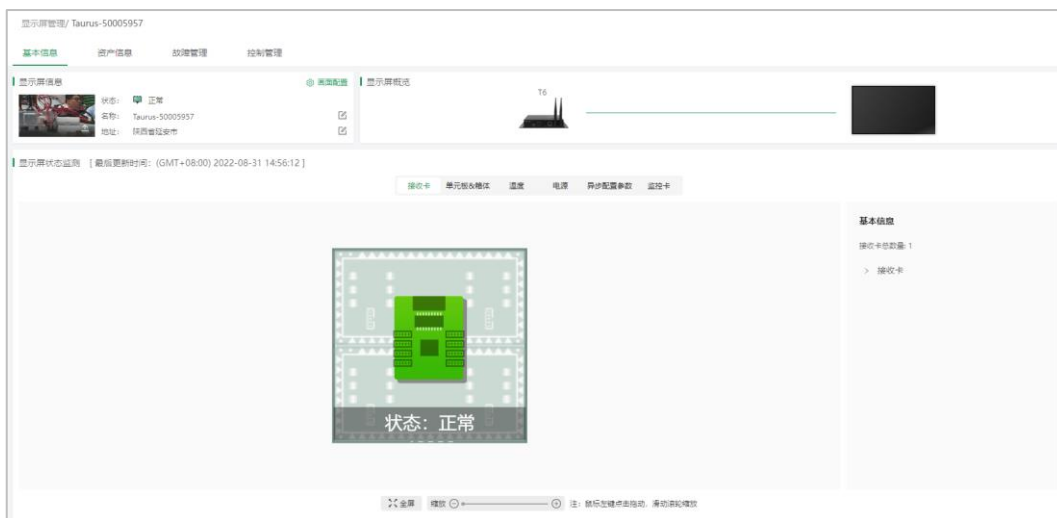 显示屏管理/ Taurus-50005957
基本信息 资产信息 故障管理 控制管理
显示屏信息 画面配置
状态: 正常
名称: Taurus-50005957
地址: 陕西省延安市
显示屏概览
T6
显示屏状态监测 [ 最后更新时间: (GMT+08:00) 2022-08-31 14:56:12 ]
接收卡 单元板&箱体 温度 电源 异步配置参数 监控卡
状态: 正常
基本信息
接收卡总数量: 1
> 接收卡
全屏 缩放 注: 鼠标左键点击拖动, 滑动滚轮缩放